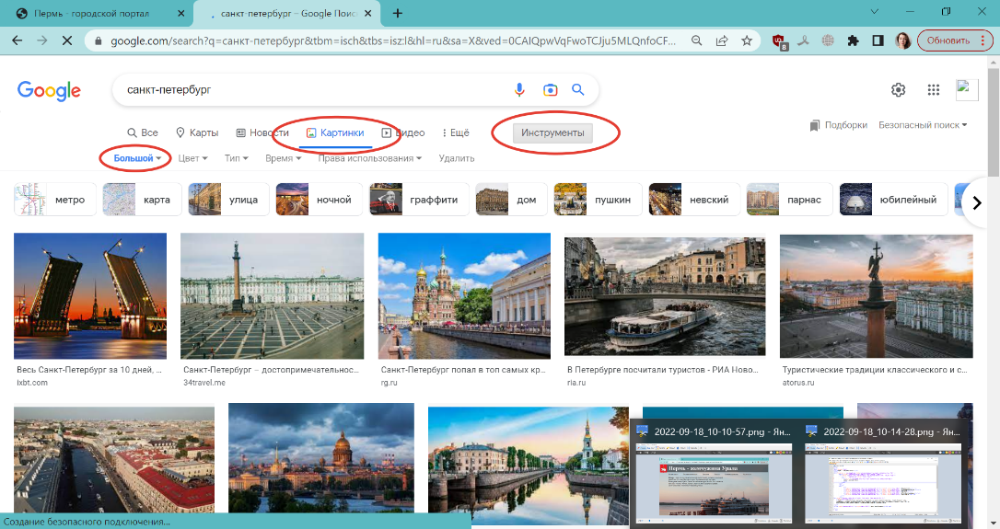 Пермь - городской портал
санкт-петербург – Google Поис
google.com/search?q=санкт-петербург&tbm=isch&tbs=isz:l&hl=ru&sa=X&ved=0CAIQpwVqFwoTCJju5MLQnfoCF...
8
Обновить
Google
санкт-петербург
Все
Карты
Новости
Картинки
Видео
Ещё
Инструменты
Подборки
Безопасный поиск
Большой
Цвет
Тип
Время
Права использования
Удалить
метро
карта
улица
ночной
граффити
дом
пушкин
невский
парнас
юбилейный
Весь Санкт-Петербург за 10 дней, ...
ixbt.com
Санкт-Петербург – достопримечательнос...
34travel.me
Санкт-Петербург попал в топ самых кр...
rg.ru
В Петербурге посчитали туристов - РИА Ново...
ria.ru
Туристические традиции классического и с...
atorus.ru
2022-09-18_10-10-57.png - Ян...
2022-09-18_10-14-28.png - Ян...
Пермь - жемчужина Урала
Создание безопасного подключения...